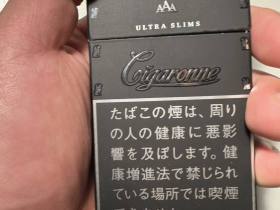 AAA
ULTRA SLIMS
Cigaronne
たばこの煙は、周り
の人の健康に悪影
響を及ぼします。健
康増進法で禁じられ
ている場所では喫煙